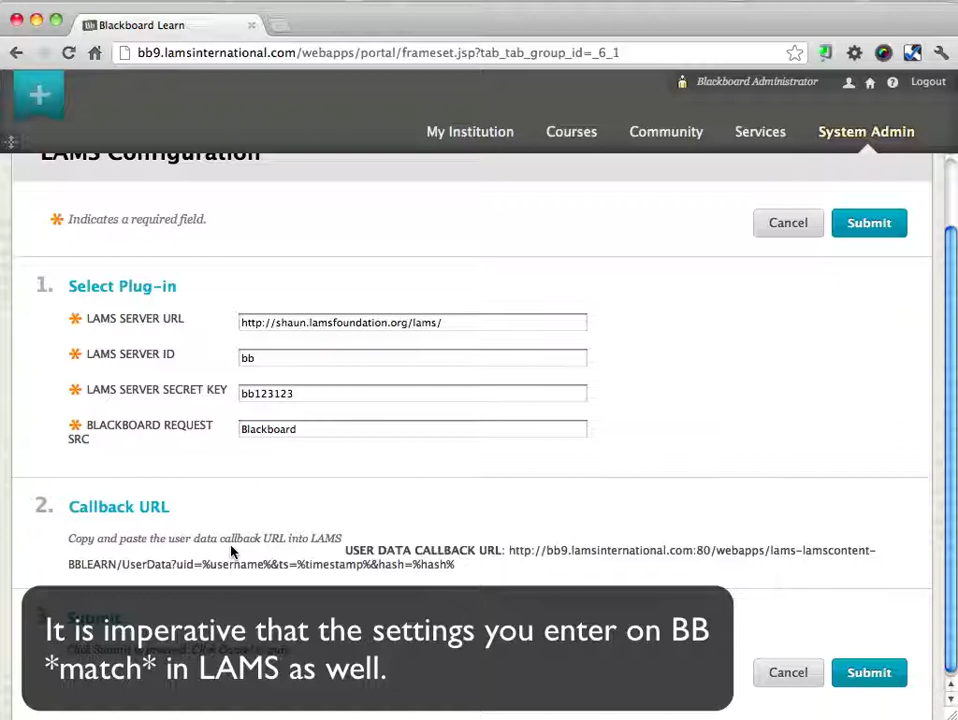 Blackboard Learn
bb9.lamsinternational.com/webapps/portal/frameset.jsp?tab_tab_group_id=_6_1
Blackboard Administrator Logout
My Institution Courses Community Services System Admin
LAMS Configuration
Indicates a required field.
Cancel Submit
1. Select Plug-in
LAMS SERVER URL http://shaun.lamsfoundation.org/lams/
LAMS SERVER ID bb
LAMS SERVER SECRET KEY bb123123
BLACKBOARD REQUEST SRC Blackboard
2. Callback URL
Copy and paste the user data callback URL into LAMS
USER DATA CALLBACK URL: http://bb9.lamsinternational.com:80/webapps/lams-lamscontent-
BBLEARN/UserData?uid=%username%&ts=%timestamp%&hash=%hash%
3. Submit
It is imperative that the settings you enter on BB
*match* in LAMS as well.
Cancel Submit